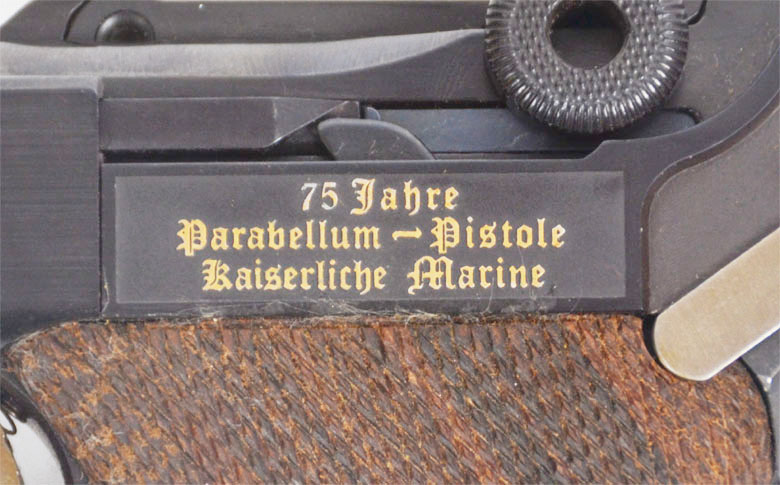 75 Jahre
Parabellum - Pistole
Kaiserliche Marine